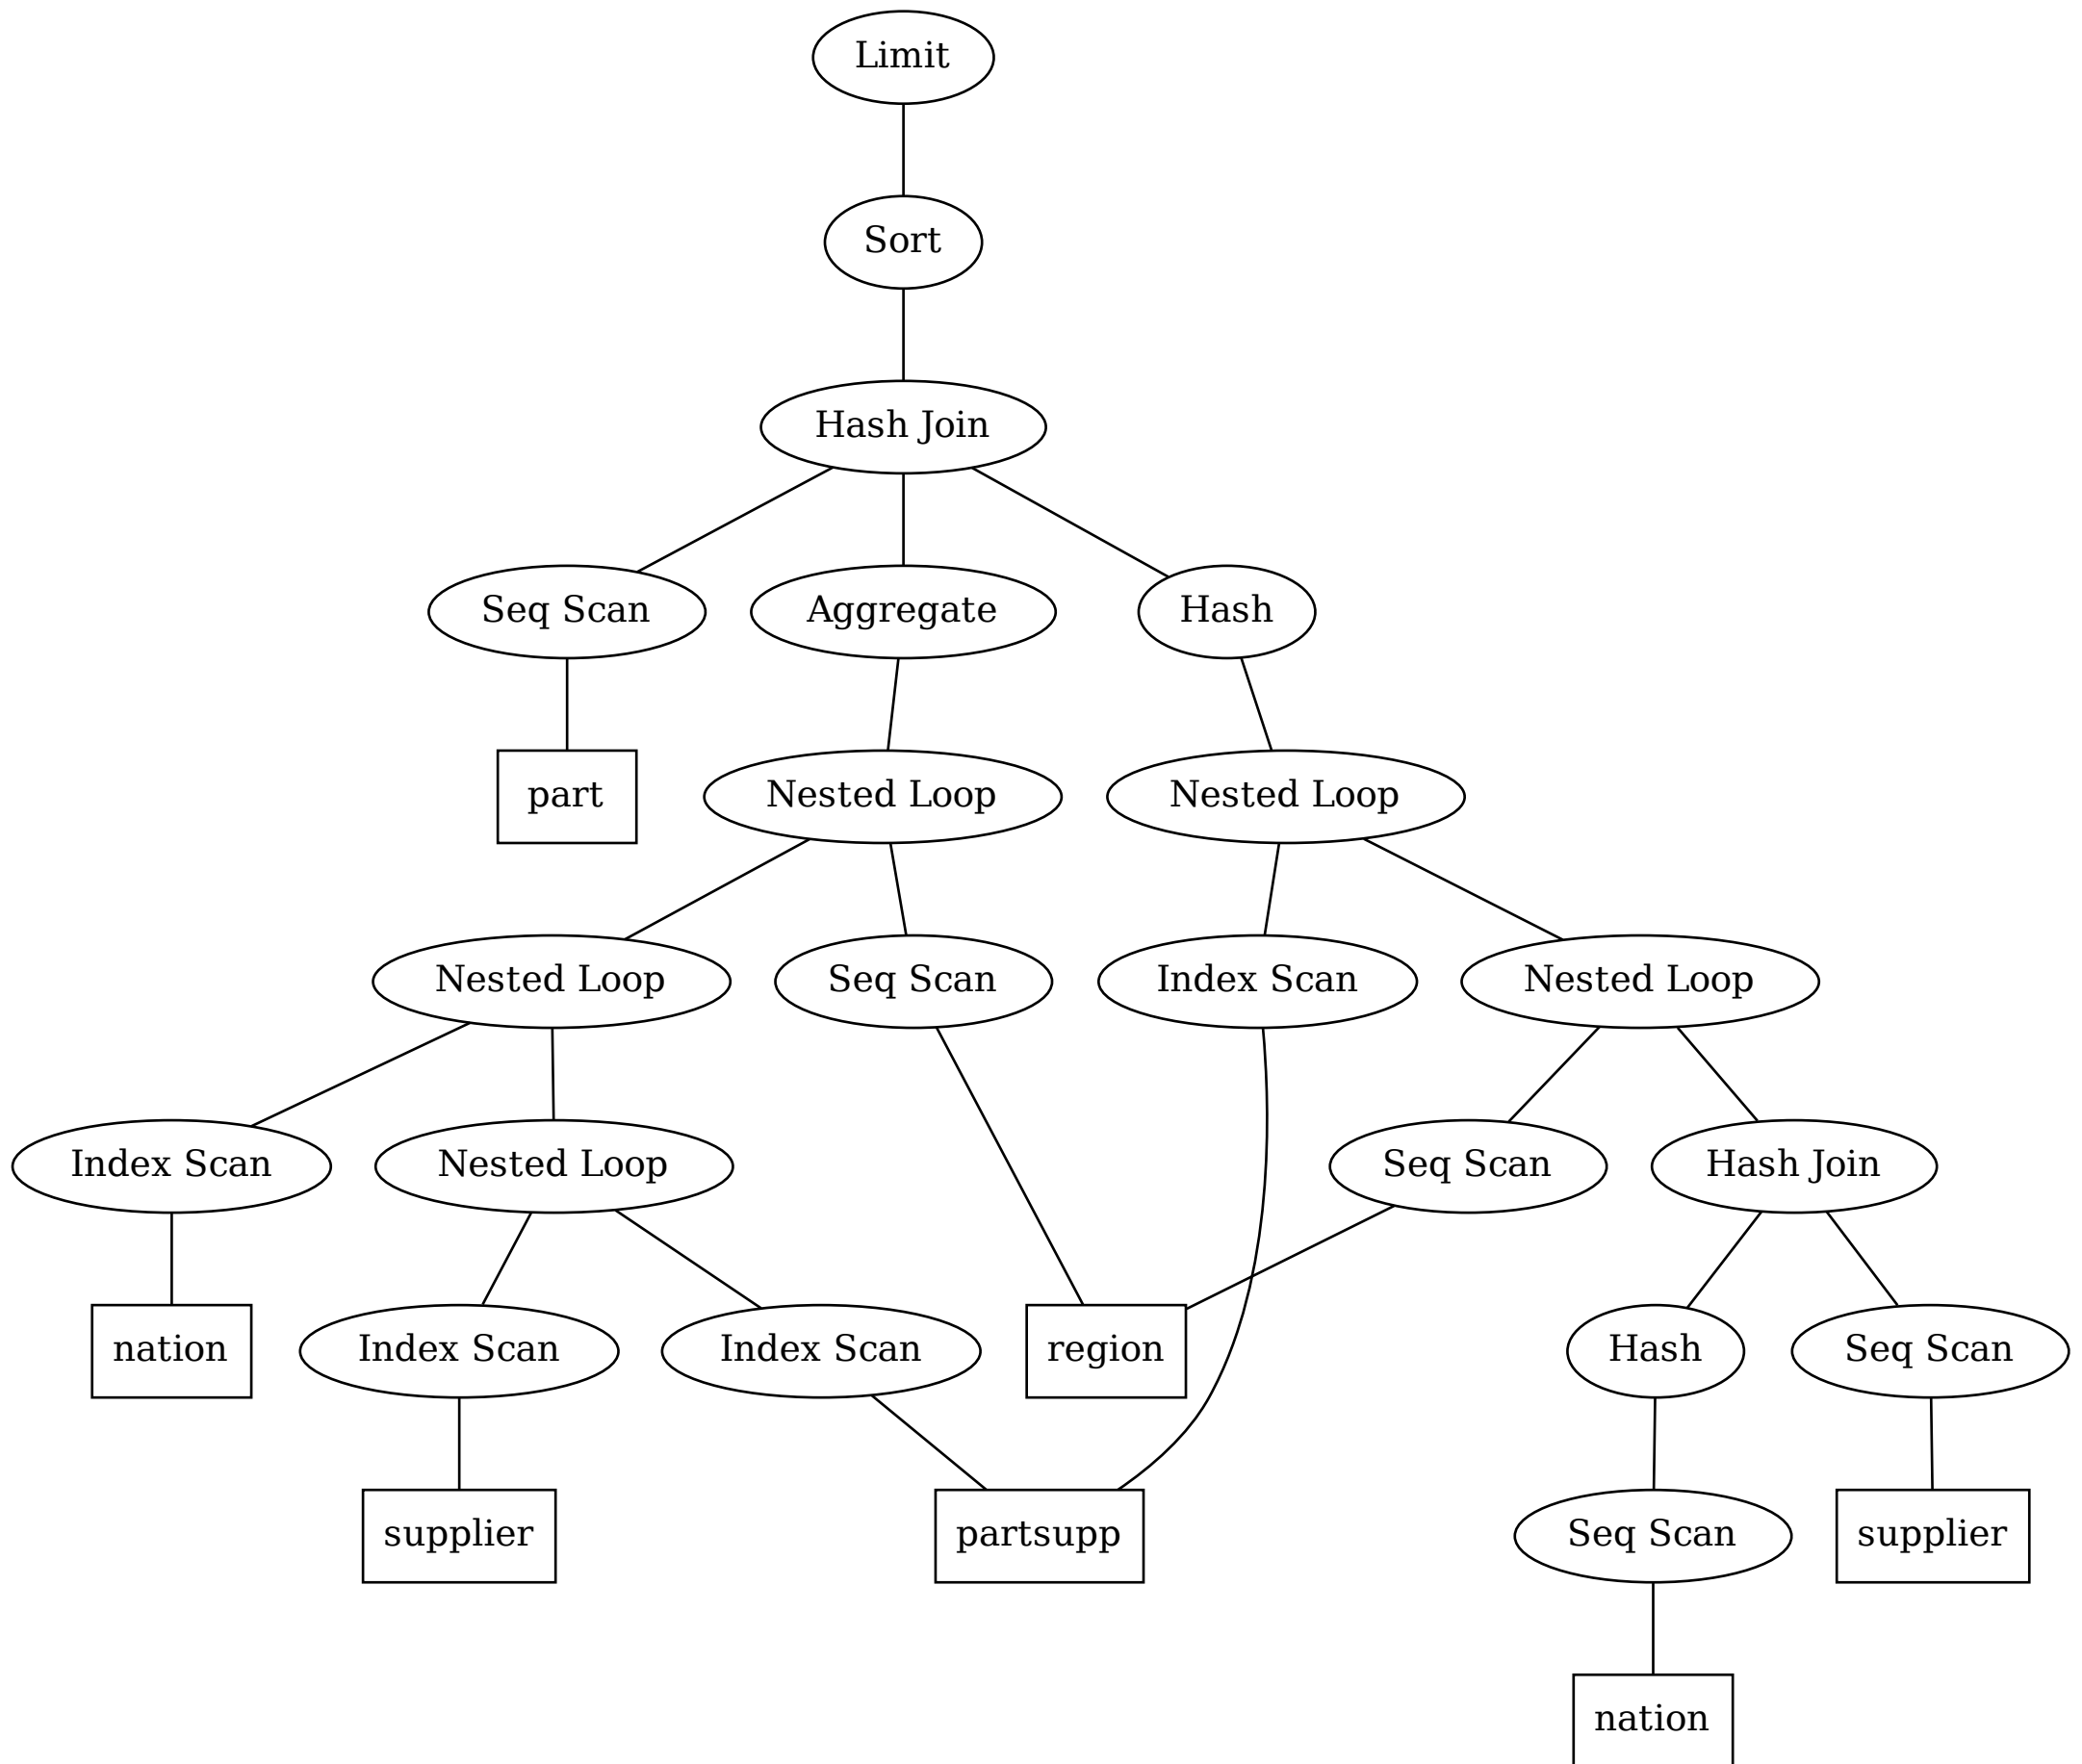 Limit
Sort
Hash Join
Seq Scan
Aggregate
Hash
part
Nested Loop
Nested Loop
Nested Loop
Seq Scan
Index Scan
Nested Loop
Index Scan
Nested Loop
Seq Scan
Hash Join
nation
Index Scan
Index Scan
region
Hash
Seq Scan
supplier
partsupp
Seq Scan
supplier
nation